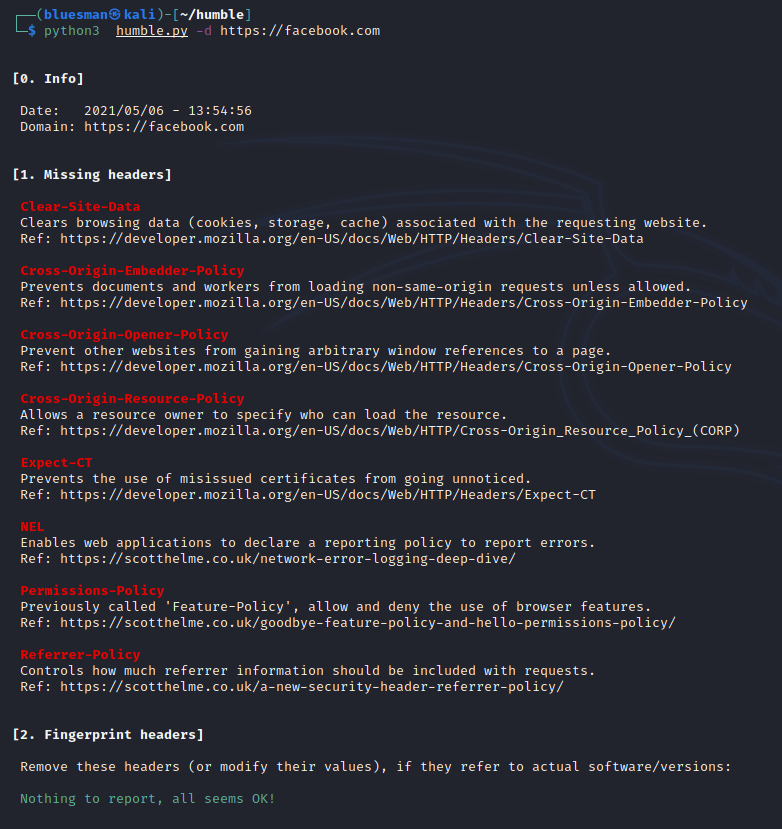 ┌──(bluesman㉿kali)-[~/humble]
└─$ python3  humble.py -d https://facebook.com
[0. Info]
Date:   2021/05/06 - 13:54:56
Domain: https://facebook.com
[1. Missing headers]
Clear-Site-Data
Clears browsing data (cookies, storage, cache) associated with the requesting website.
Ref: https://developer.mozilla.org/en-US/docs/Web/HTTP/Headers/Clear-Site-Data
Cross-Origin-Embedder-Policy
Prevents documents and workers from loading non-same-origin requests unless allowed.
Ref: https://developer.mozilla.org/en-US/docs/Web/HTTP/Headers/Cross-Origin-Embedder-Policy
Cross-Origin-Opener-Policy
Prevent other websites from gaining arbitrary window references to a page.
Ref: https://developer.mozilla.org/en-US/docs/Web/HTTP/Headers/Cross-Origin-Opener-Policy
Cross-Origin-Resource-Policy
Allows a resource owner to specify who can load the resource.
Ref: https://developer.mozilla.org/en-US/docs/Web/HTTP/Cross-Origin_Resource_Policy_(CORP)
Expect-CT
Prevents the use of misissued certificates from going unnoticed.
Ref: https://developer.mozilla.org/en-US/docs/Web/HTTP/Headers/Expect-CT
NEL
Enables web applications to declare a reporting policy to report errors.
Ref: https://scotthelme.co.uk/network-error-logging-deep-dive/
Permissions-Policy
Previously called 'Feature-Policy', allow and deny the use of browser features.
Ref: https://scotthelme.co.uk/goodbye-feature-policy-and-hello-permissions-policy/
Referrer-Policy
Controls how much referrer information should be included with requests.
Ref: https://scotthelme.co.uk/a-new-security-header-referrer-policy/
[2. Fingerprint headers]
Remove these headers (or modify their values), if they refer to actual software/versions:
Nothing to report, all seems OK!